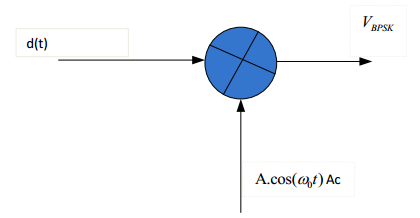 d(t)
V_BPSK
A.cos(ω₀t) Ac